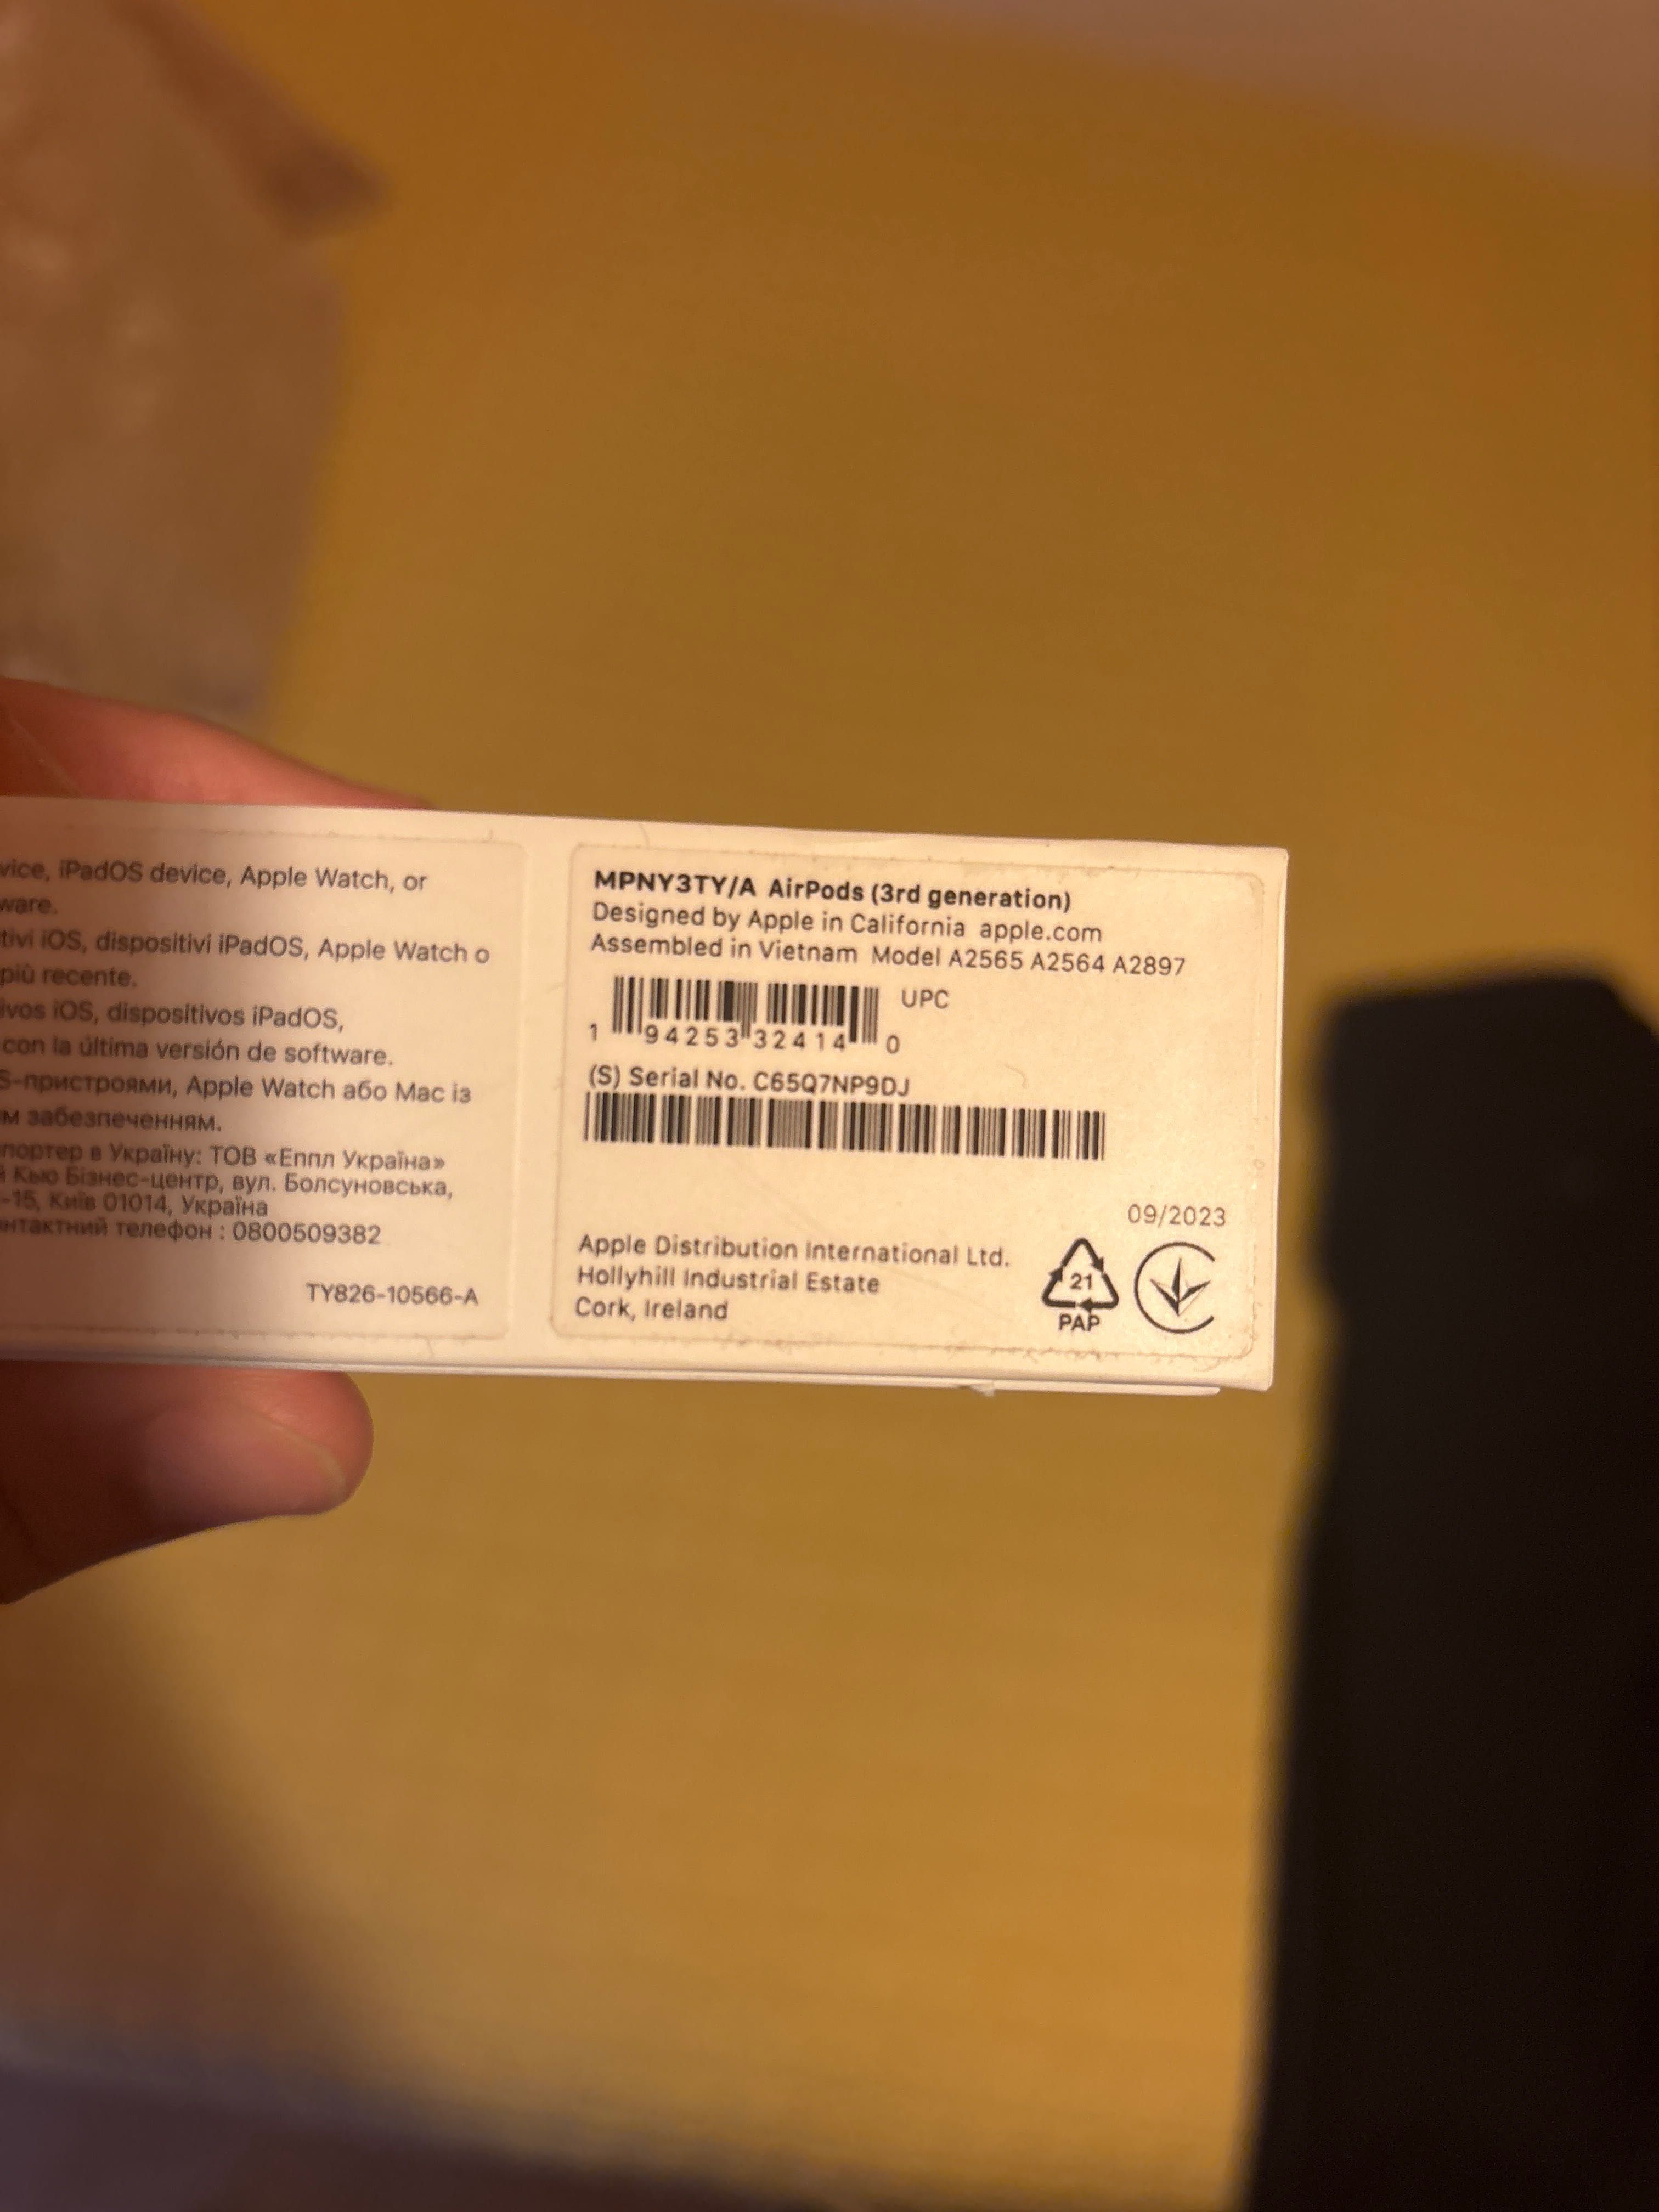 vice, iPadOS device, Apple Watch, or
ware.
tivi iOS, dispositivi iPadOS, Apple Watch o
più recente.
ivos iOS, dispositivos iPadOS,
con la última versión de software.
S-пристроями, Apple Watch або Mac із
м забезпеченням.
портер в Україну: ТОВ «Еппл Україна»
й Кью Бізнес-центр, вул. Болсуновська,
-15, Київ 01014, Україна
онтактний телефон : 0800509382
TY826-10566-A
MPNY3TY/A AirPods (3rd generation)
Designed by Apple in California apple.com
Assembled in Vietnam Model A2565 A2564 A2897
UPC
1 94253 32414 0
(S) Serial No. C65Q7NP9DJ
09/2023
Apple Distribution International Ltd.
Hollyhill Industrial Estate
Cork, Ireland
21
PAP